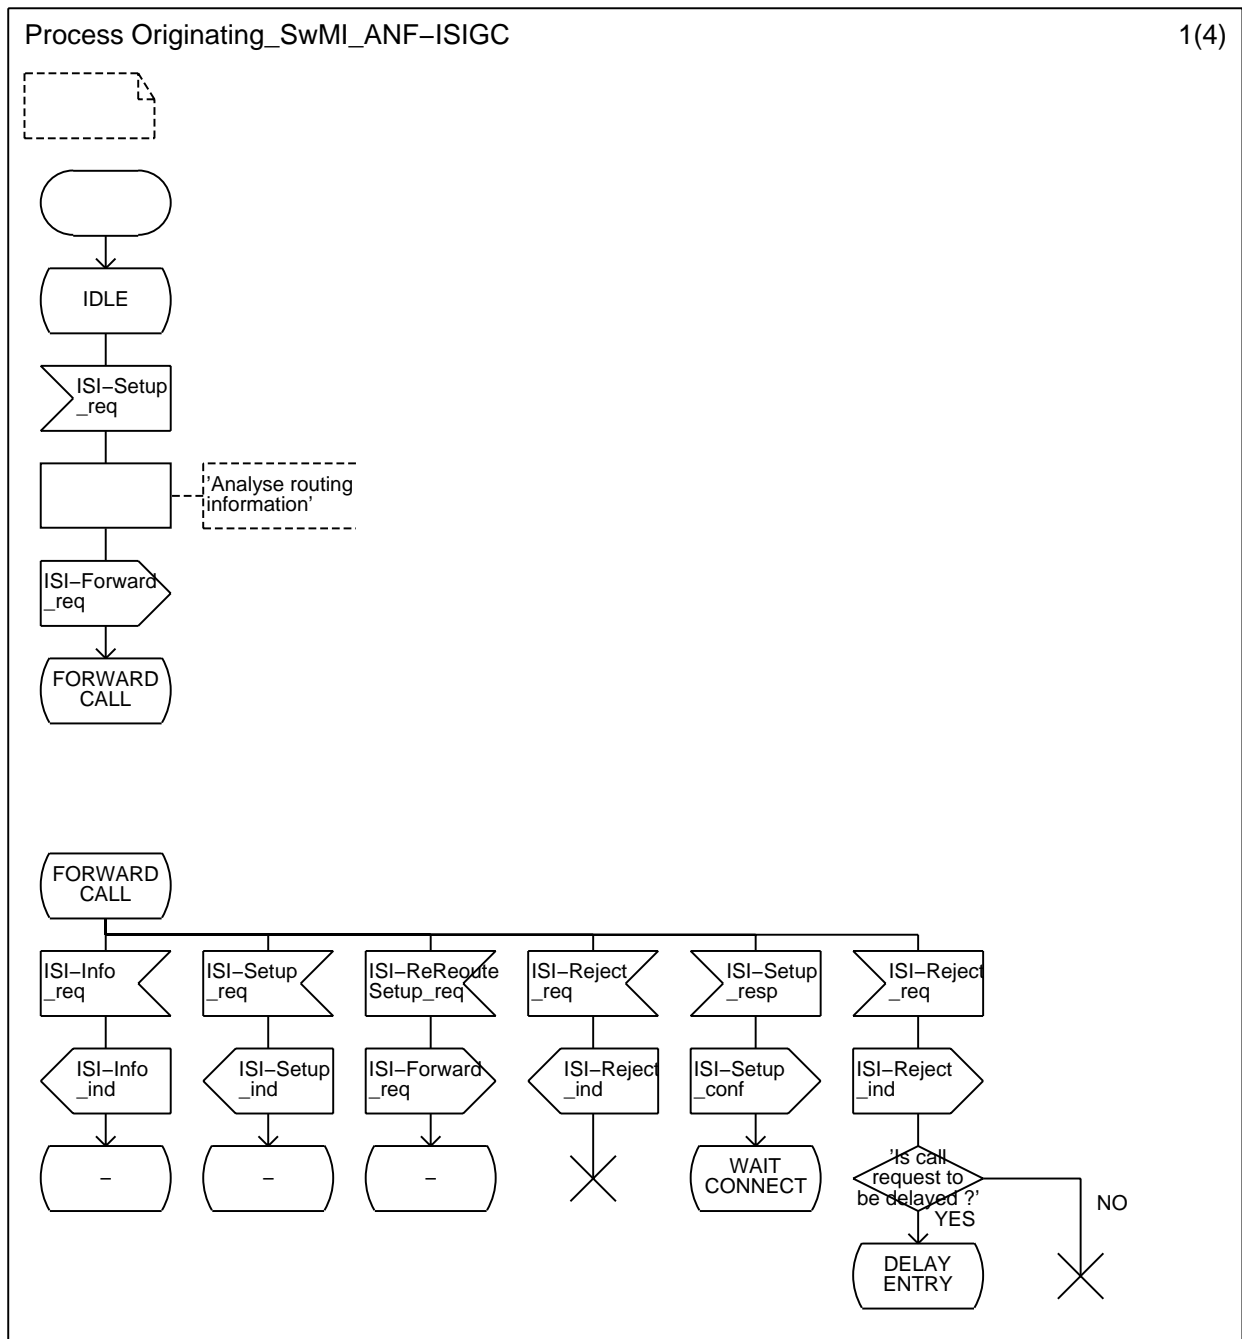 Process Originating_SwMI_ANF−ISIGC
1(4)
IDLE
ISI−Setup
_req
'Analyse routing
information'
ISI−Forward
_req
FORWARD
CALL
FORWARD
CALL
ISI−Info
_req
ISI−Setup
_req
ISI−ReReoute
Setup_req
ISI−Reject
_req
ISI−Setup
_resp
ISI−Reject
_req
ISI−Info
_ind
ISI−Setup
_ind
ISI−Forward
_req
ISI−Reject
_ind
ISI−Setup
_conf
ISI−Reject
_ind
−
−
−
WAIT
CONNECT
'Is call
request to
be delayed ?'
NO
YES
DELAY
ENTRY